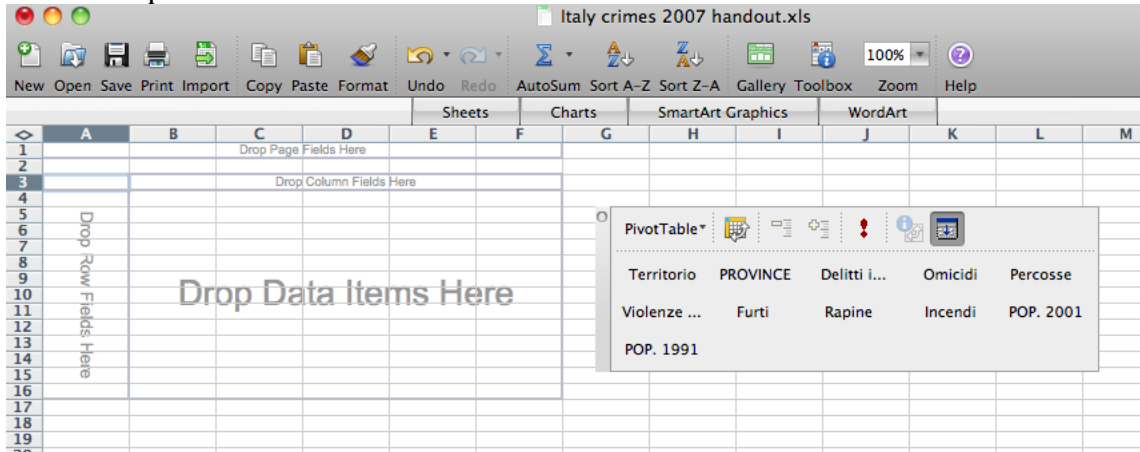 Italy crimes 2007 handout.xls
100%
New Open Save Print Import Copy Paste Format Undo Redo AutoSum Sort A-Z Sort Z-A Gallery Toolbox Zoom Help
Sheets Charts SmartArt Graphics WordArt
A B C D E F G H I J K L M
1 Drop Page Fields Here
2
3 Drop Column Fields Here
4
5
6
7
8
9
10
11
12
13
14
15
16
17
18
19
Drop Row Fields Here
Drop Data Items Here
PivotTable
Territorio PROVINCE Delitti i... Omicidi Percosse
Violenze ... Furti Rapine Incendi POP. 2001
POP. 1991